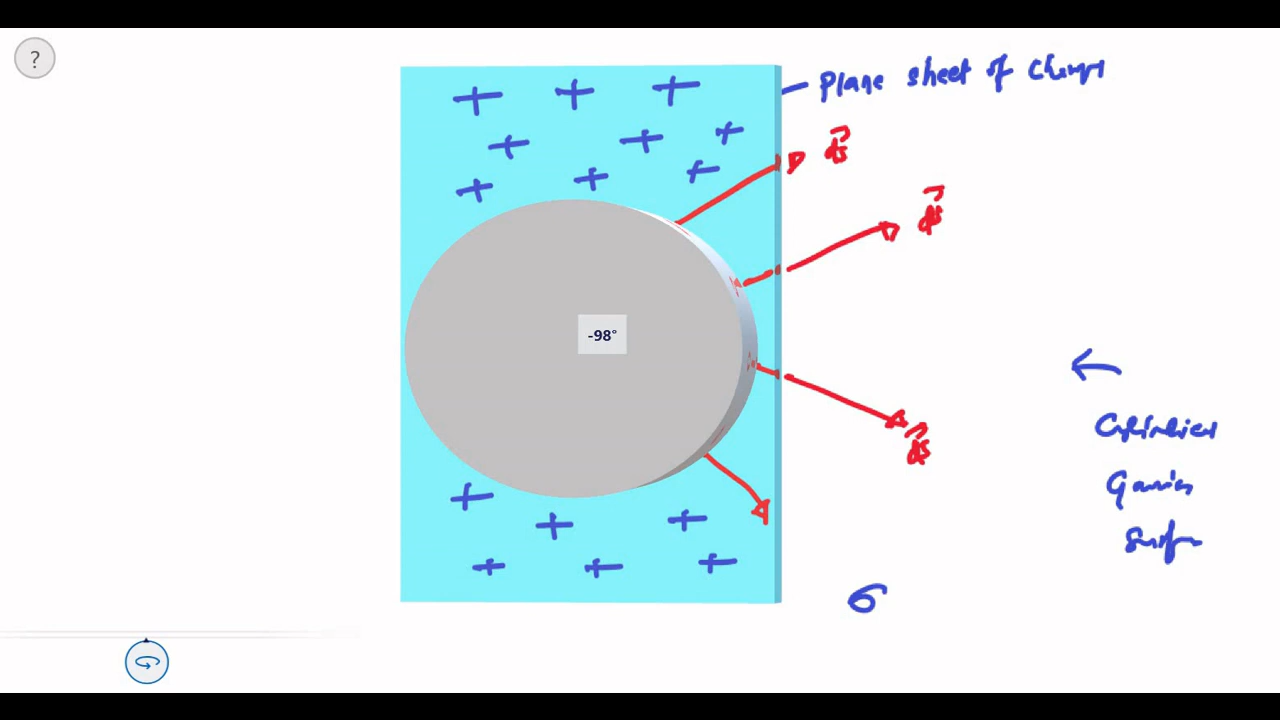 ?
plane sheet of charge
ds
ds
-98°
ds
Cylindrical
Gaussian
Surface
σ